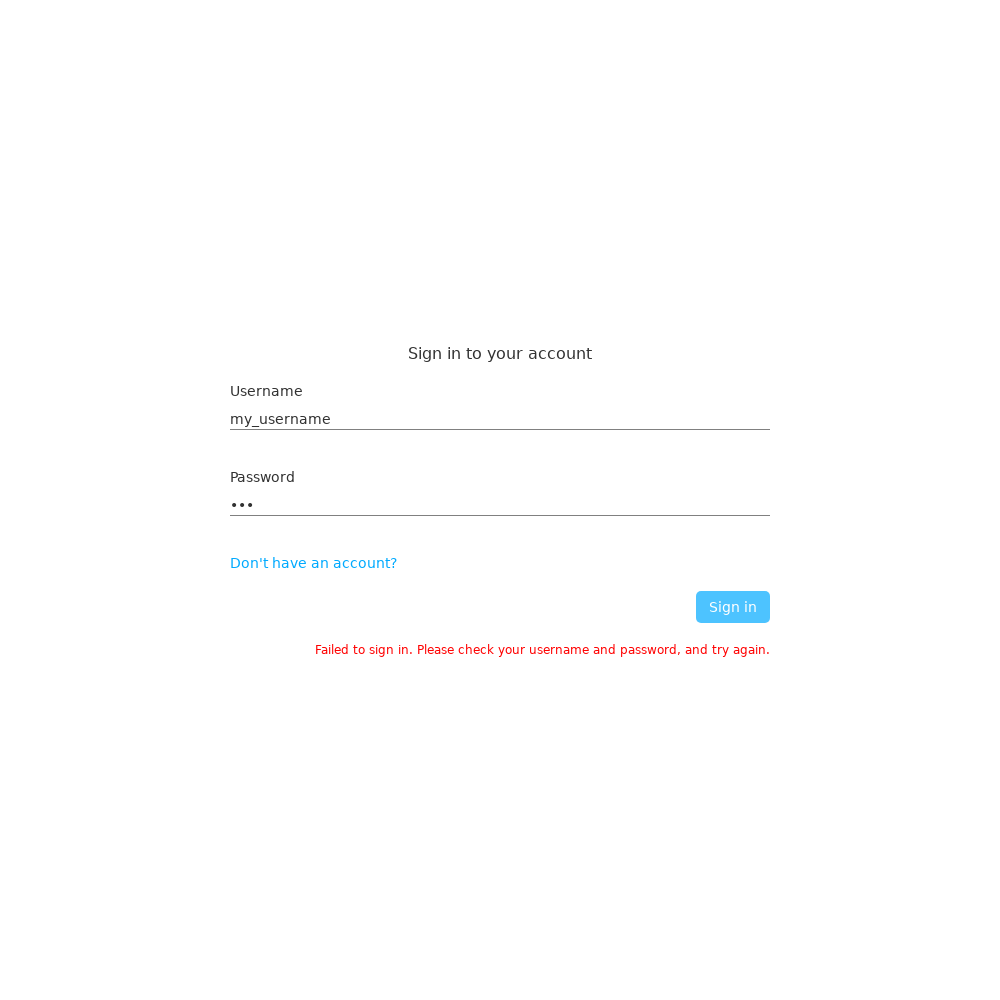 Sign in to your account
Username
my_username
Password
•••
Don't have an account?
Sign in
Failed to sign in. Please check your username and password, and try again.